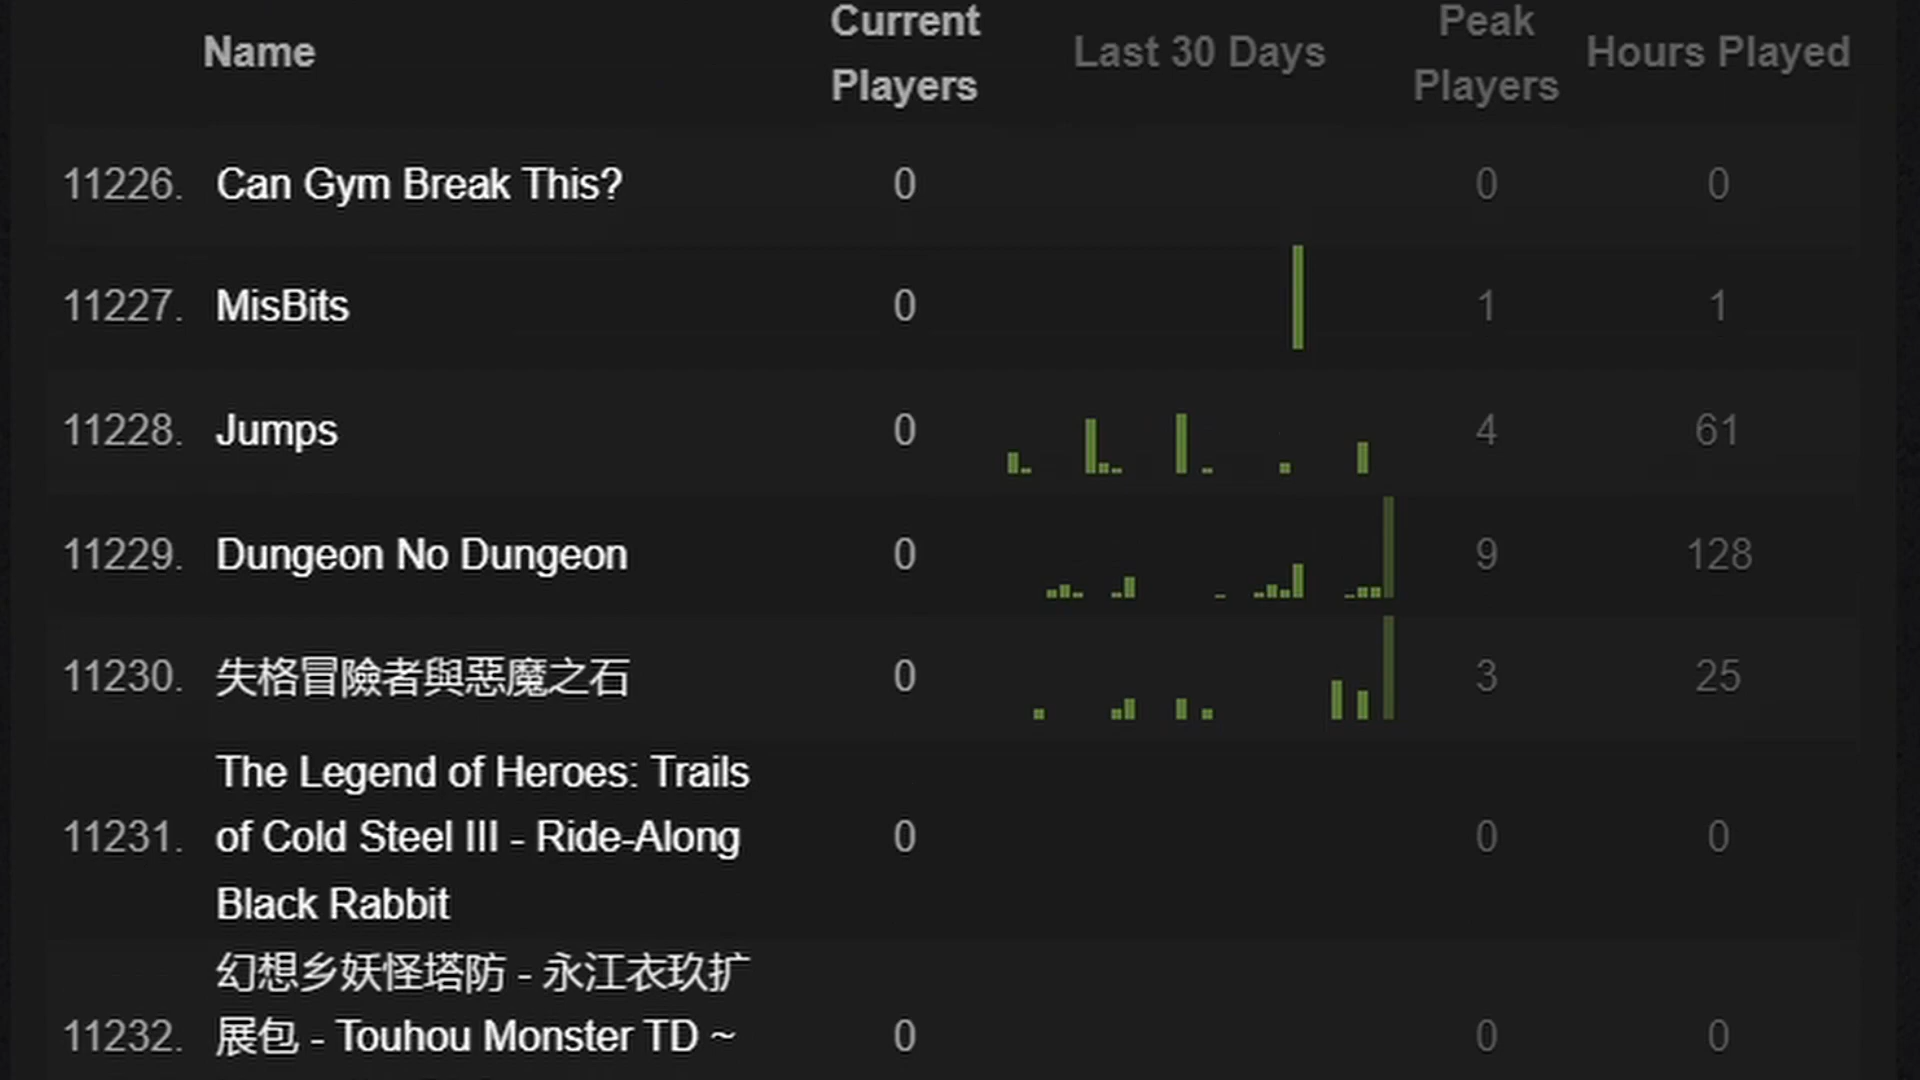 Name Current Players Last 30 Days Peak Players Hours Played
11226. Can Gym Break This? 0 0 0
11227. MisBits 0 1 1
11228. Jumps 0 4 61
11229. Dungeon No Dungeon 0 9 128
11230. 失格冒險者與惡魔之石 0 3 25
The Legend of Heroes: Trails
11231. of Cold Steel III - Ride-Along 0 0 0
Black Rabbit
幻想乡妖怪塔防 - 永江衣玖扩
11232. 展包 - Touhou Monster TD ~ 0 0 0